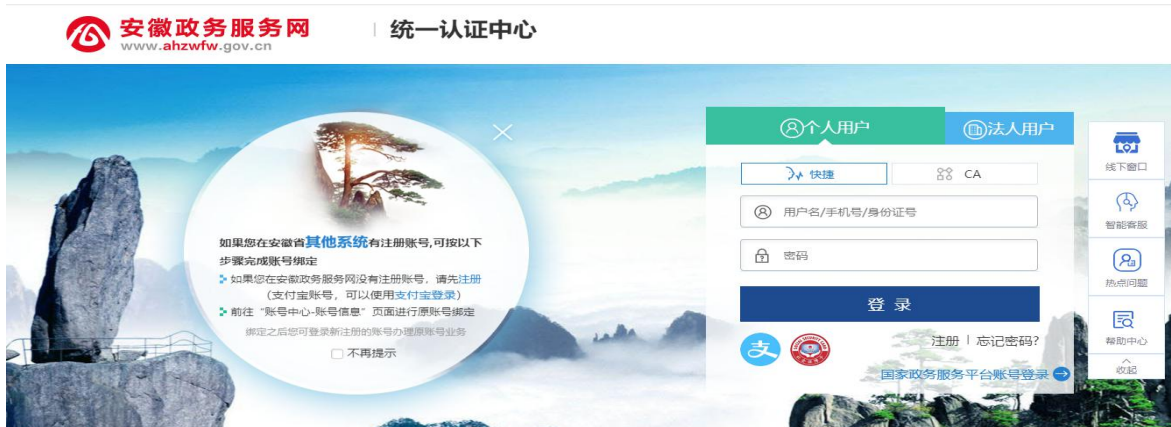 安徽政务服务网
www.ahzwfw.gov.cn
统一认证中心
个人用户
法人用户
快捷
CA
用户名/手机号/身份证号
密码
登 录
注册 | 忘记密码?
国家政务服务平台账号登录
如果您在安徽省其他系统有注册账号,可按以下
步骤完成账号绑定
如果您在安徽政务服务网没有注册账号，请先注册
（支付宝账号，可以使用支付宝登录）
前往“账号中心-账号信息”页面进行原账号绑定
绑定之后您可登录新注册的账号办理原账号业务
不再提示
线下窗口
智能客服
热点问题
帮助中心
收起
支